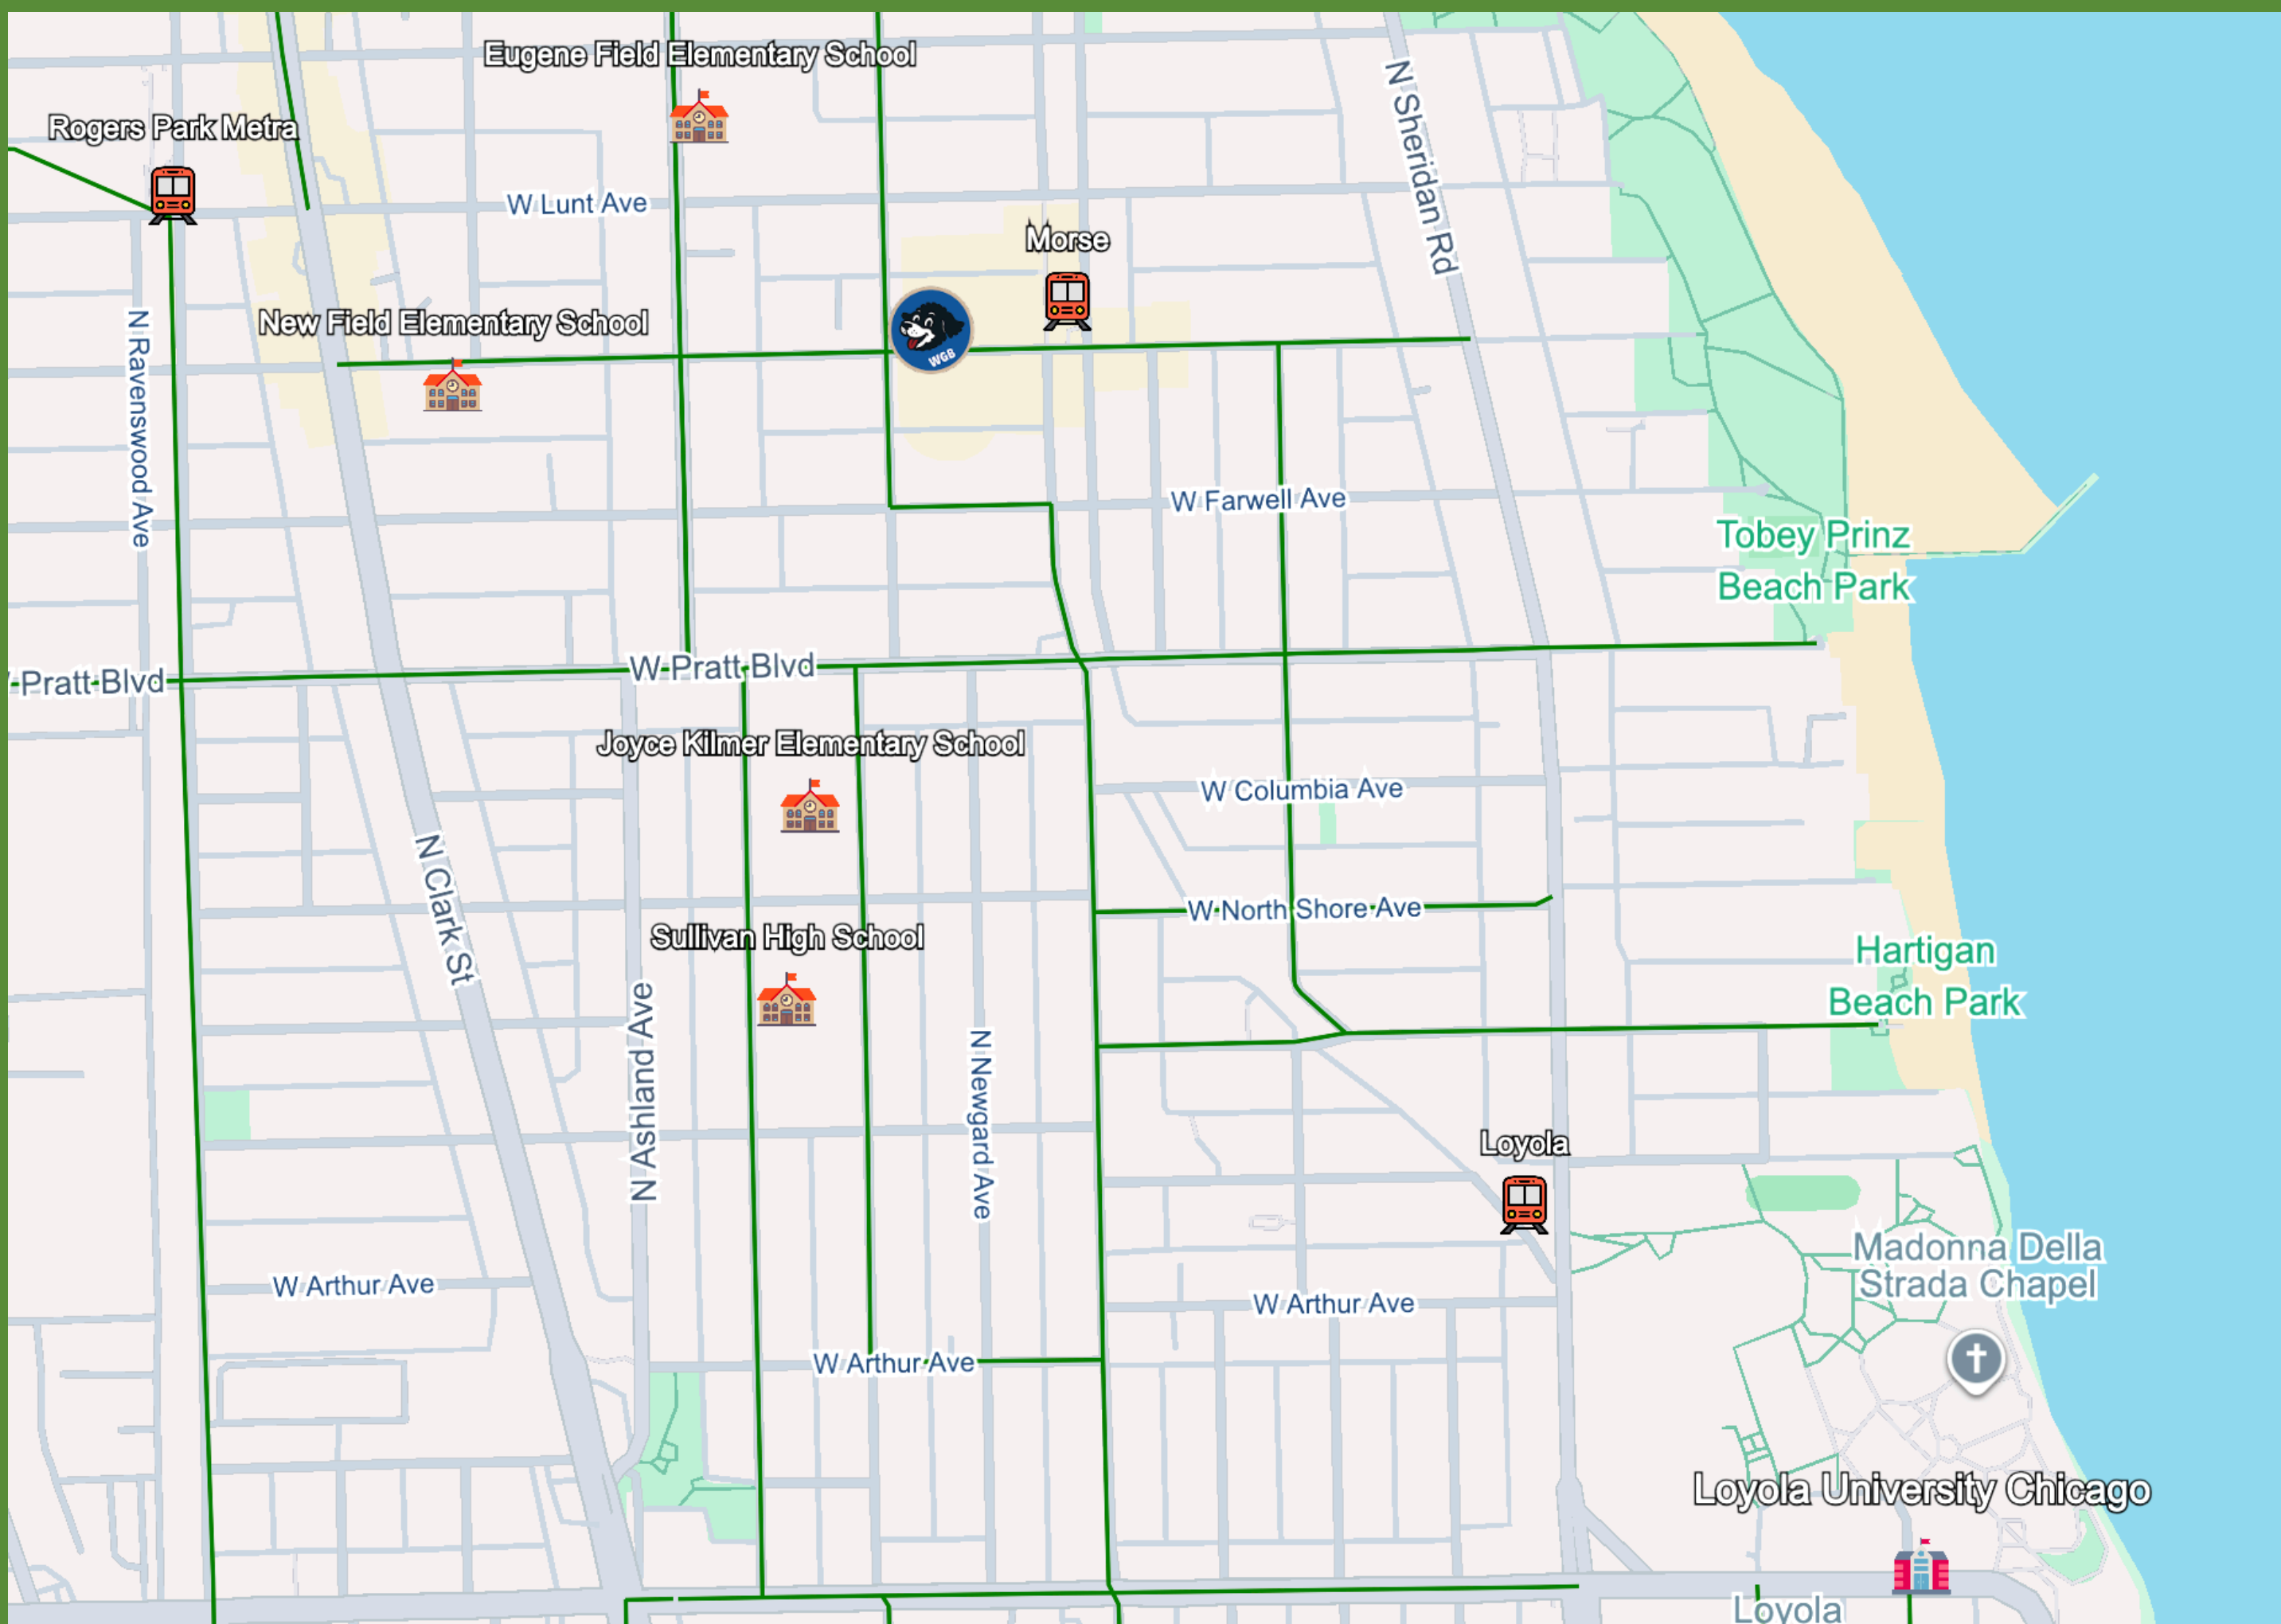 Eugene Field Elementary School
Rogers Park Metra
N Sheridan Rd
W Lunt Ave
Morse
New Field Elementary School
WGB
N Ravenswood Ave
W Farwell Ave
Tobey Prinz
Beach Park
W Pratt Blvd
Pratt Blvd
Joyce Kilmer Elementary School
W Columbia Ave
N Clark St
W North Shore Ave
Sullivan High School
Hartigan
Beach Park
N Ashland Ave
N Newgard Ave
Loyola
Madonna Della
Strada Chapel
W Arthur Ave
W Arthur Ave
W Arthur Ave
Loyola University Chicago
Loyola